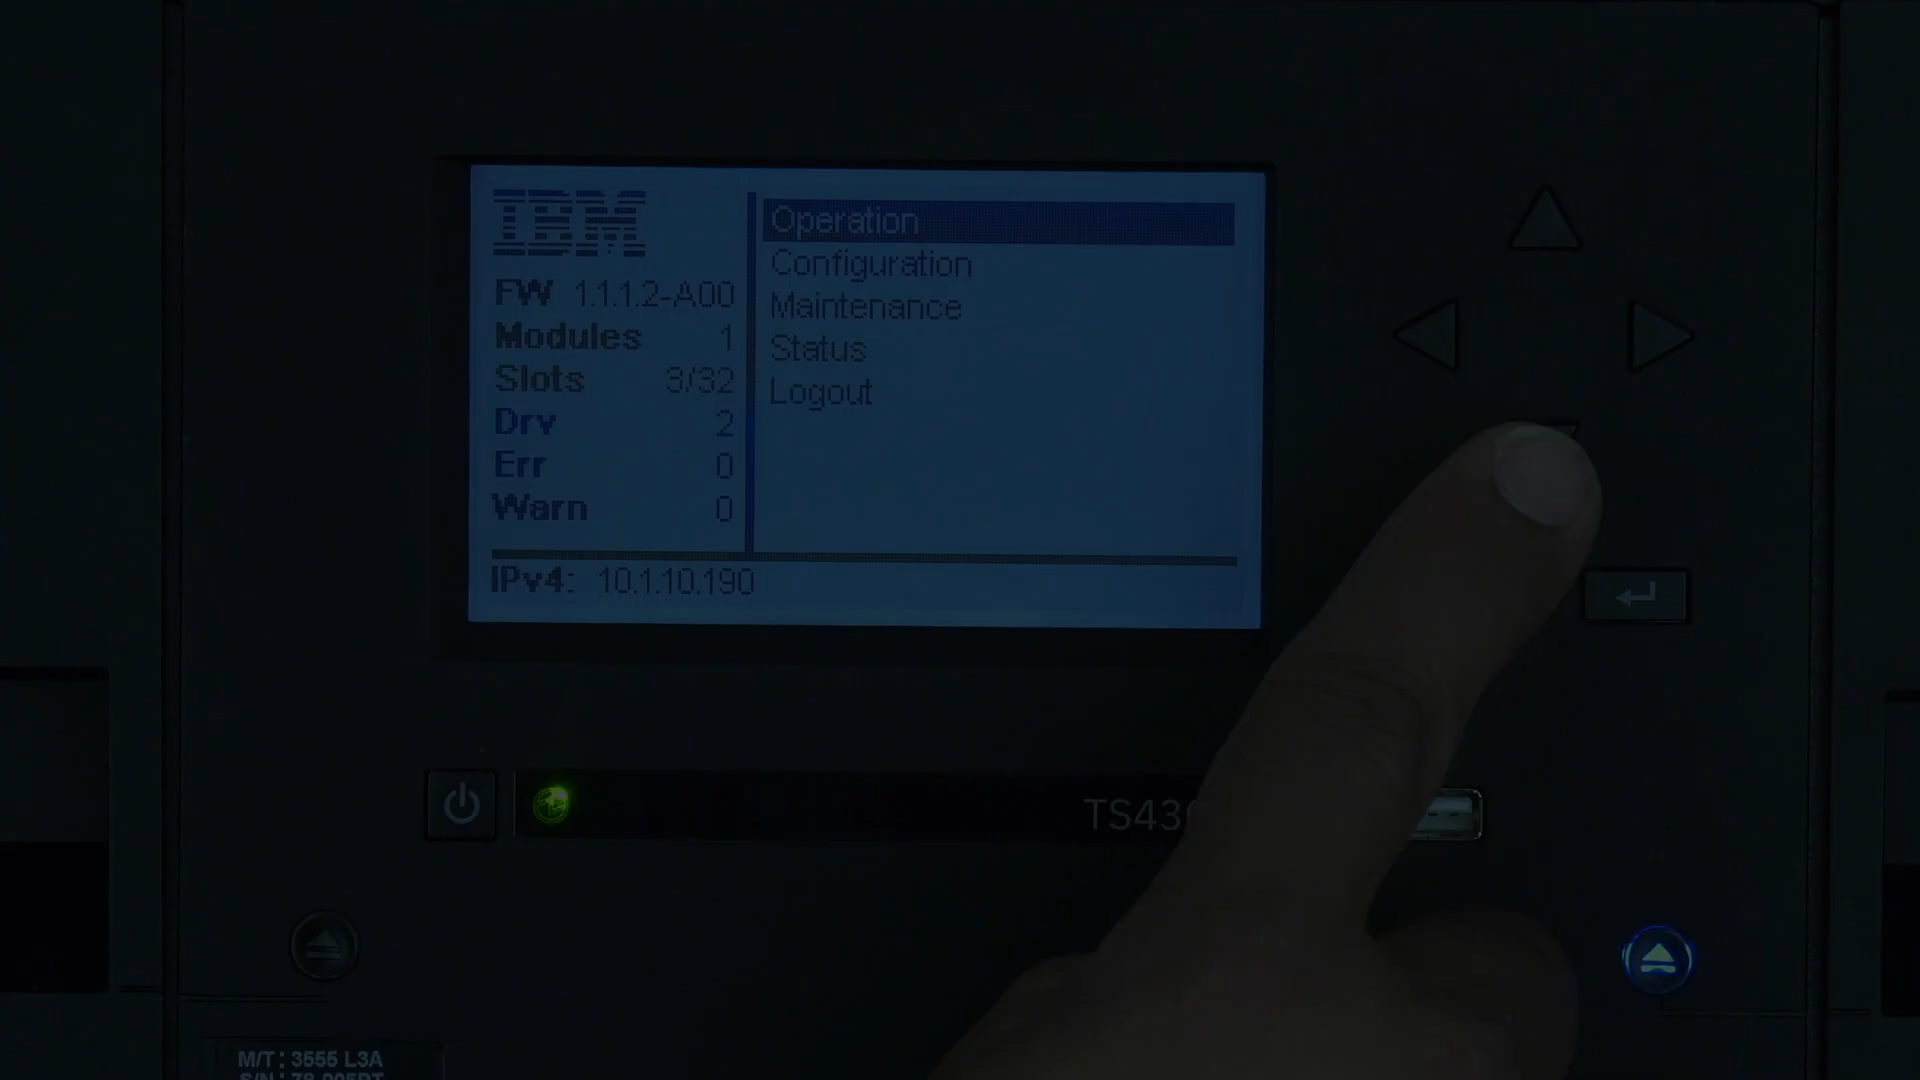 IBM
FW 1.1.1.2-A00
Modules 1
Slots 3/32
Drv 2
Err 0
Warn 0
Operation
Configuration
Maintenance
Status
Logout
IPv4: 10.1.10.190
TS430
M/T: 3555 L3A